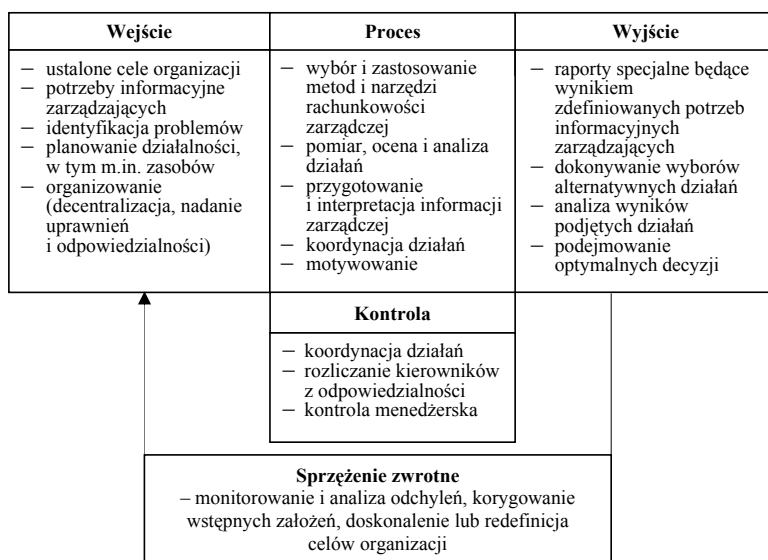 Wejście
— ustalone cele organizacji
— potrzeby informacyjne
zarządzających
— identyfikacja problemów
— planowanie działalności,
w tym m.in. zasobów
— organizowanie
(decentralizacja, nadanie
uprawnień
i odpowiedzialności)
Proces
— wybór i zastosowanie
metod i narzędzi
rachunkowości
zarządczej
— pomiar, ocena i analiza
działań
— przygotowanie
i interpretacja informacji
zarządczej
— koordynacja działań
— motywowanie
Wyjście
— raporty specjalne będące
wynikiem
zdefiniowanych potrzeb
informacyjnych
zarządzających
— dokonywanie wyborów
alternatywnych działań
— analiza wyników
podjętych działań
— podejmowanie
optymalnych decyzji
Kontrola
— koordynacja działań
— rozliczanie kierowników
z odpowiedzialności
— kontrola menedżerska
Sprzężenie zwrotne
– monitorowanie i analiza odchyleń, korygowanie
wstępnych założeń, doskonalenie lub redefinicja
celów organizacji